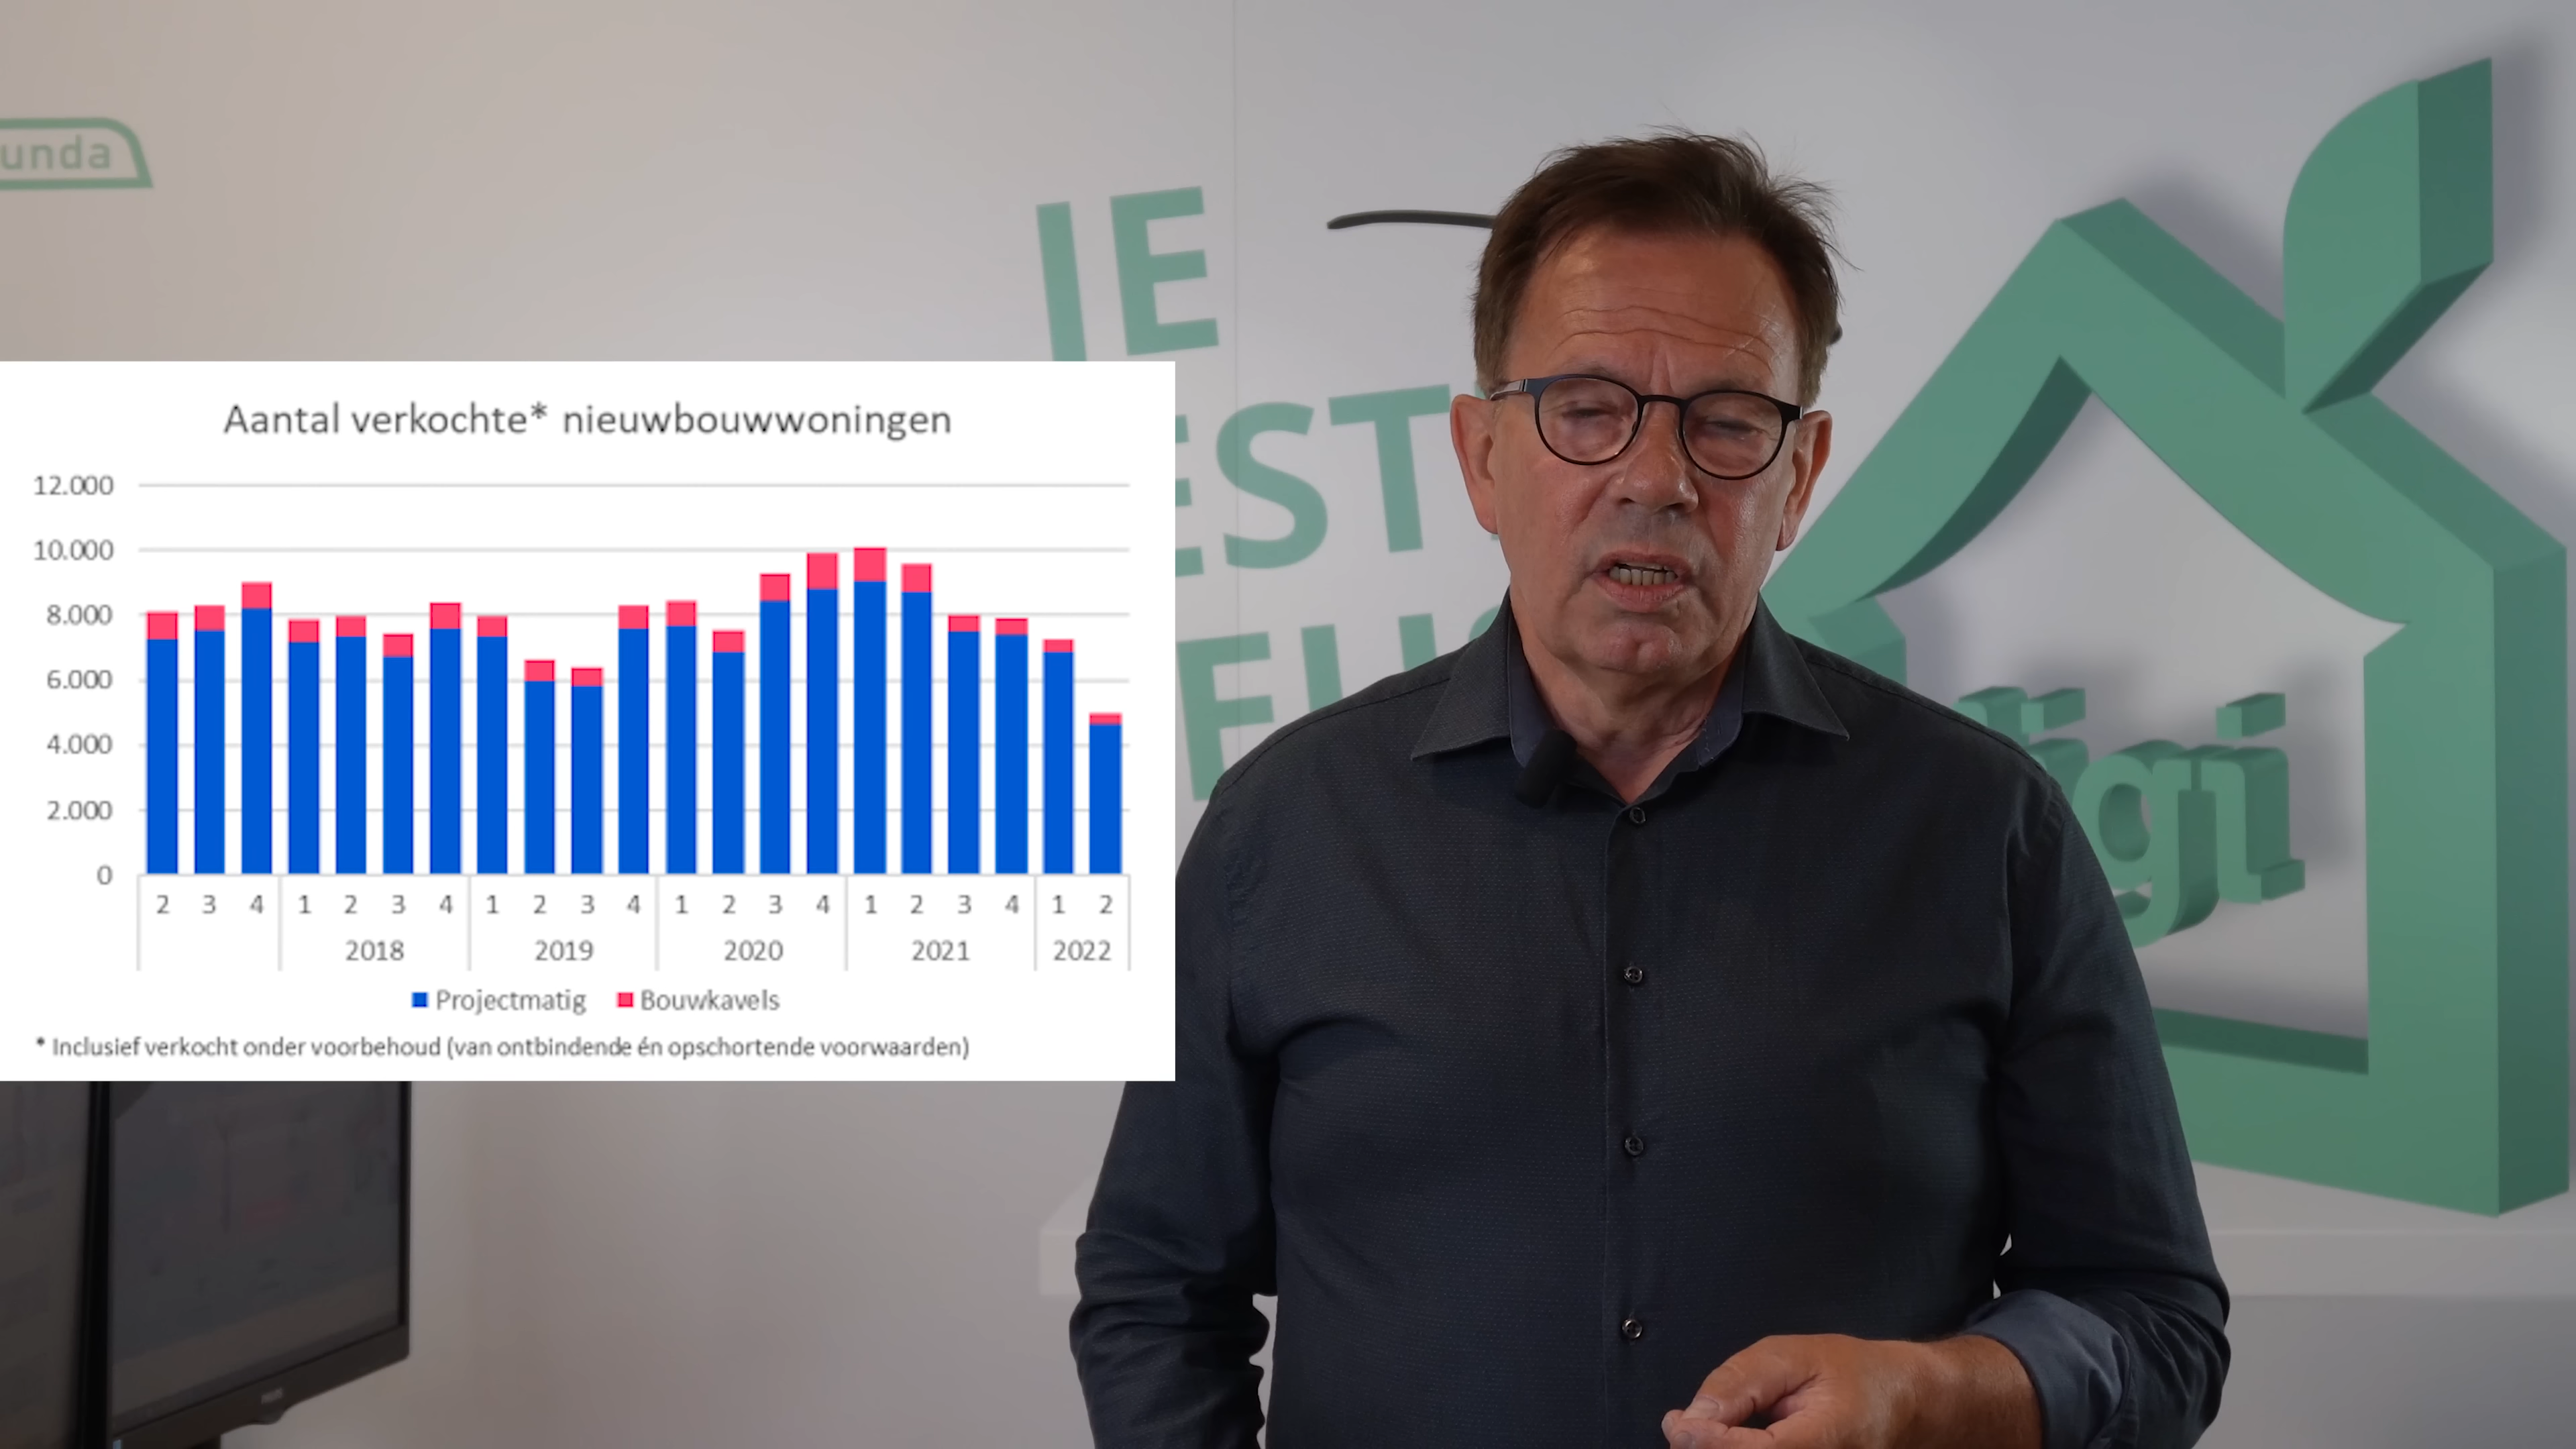 unda
JE
EST
Aantal verkochte* nieuwbouwwoningen
12.000
10.000
8.000
6.000
4.000
2.000
0
2 3 4 1 2 3 4 1 2 3 4 1 2 3 4 1 2 3 4 1 2
2018 2019 2020 2021 2022
Projectmatig Bouwkavels
* Inclusief verkocht onder voorbehoud (van ontbindende én opschortende voorwaarden)
igi